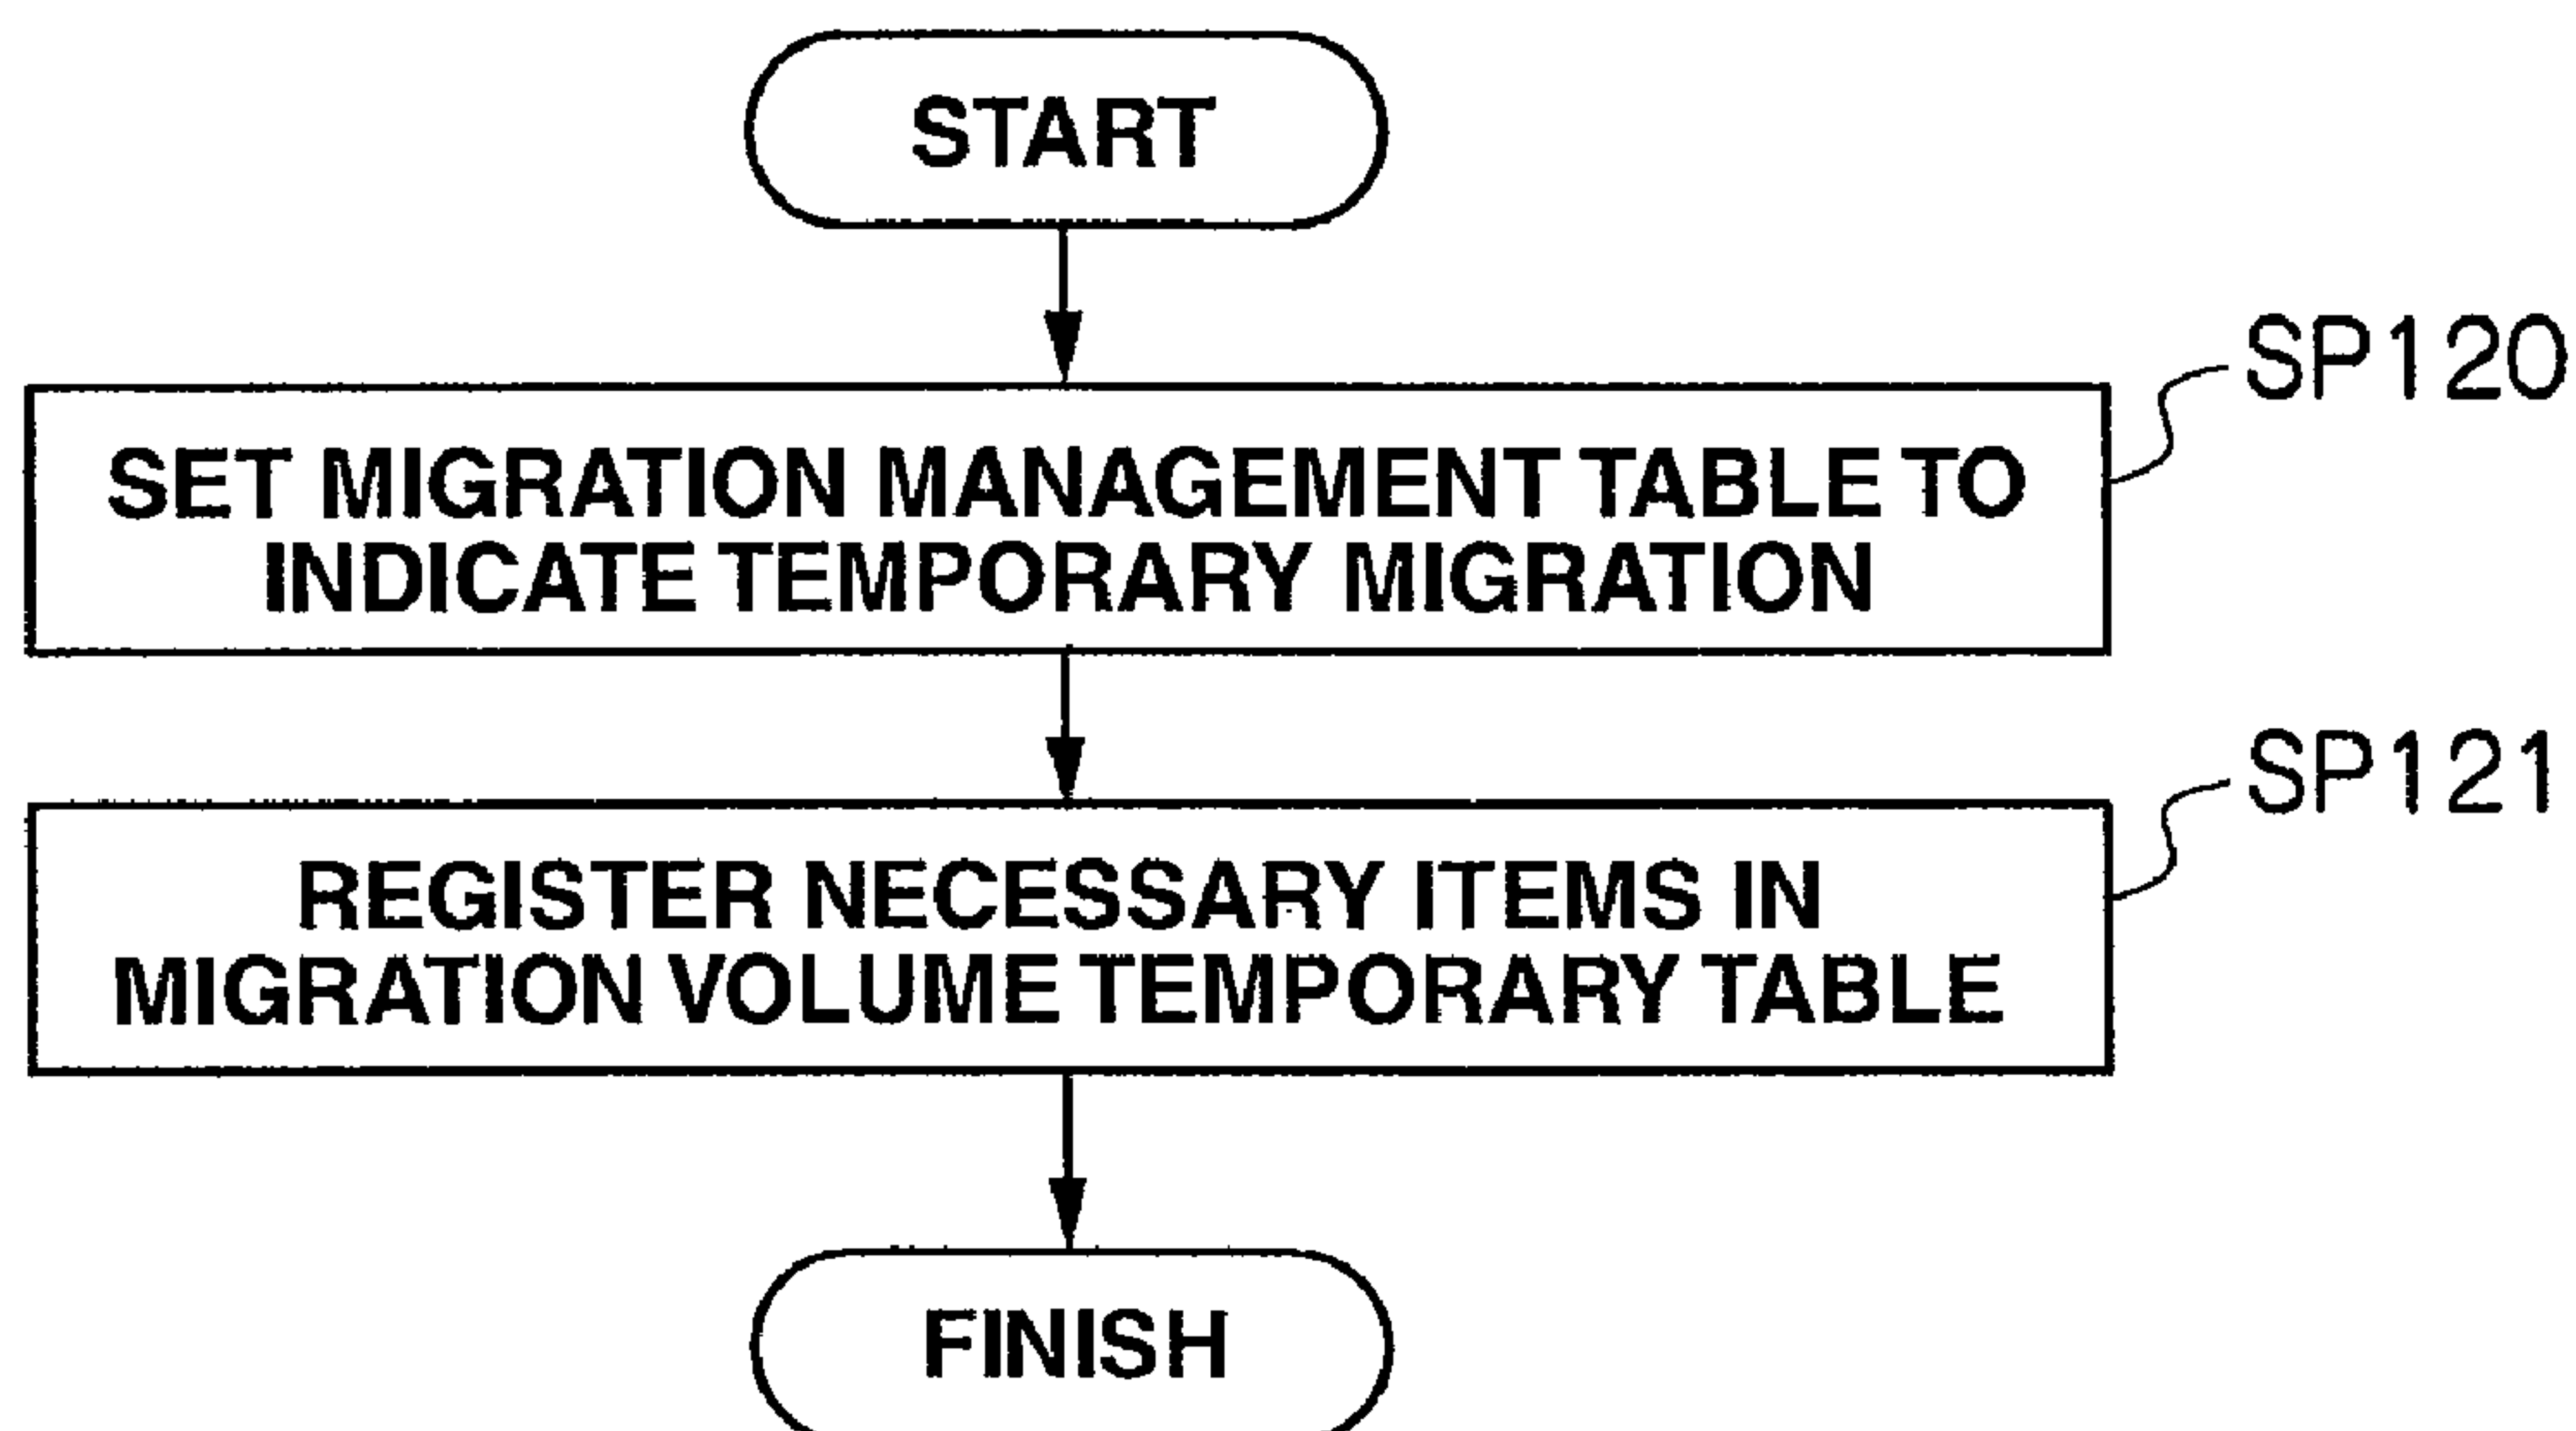 START
SP120
SET MIGRATION MANAGEMENT TABLE TO
INDICATE TEMPORARY MIGRATION
SP121
REGISTER NECESSARY ITEMS IN
MIGRATION VOLUME TEMPORARY TABLE
FINISH